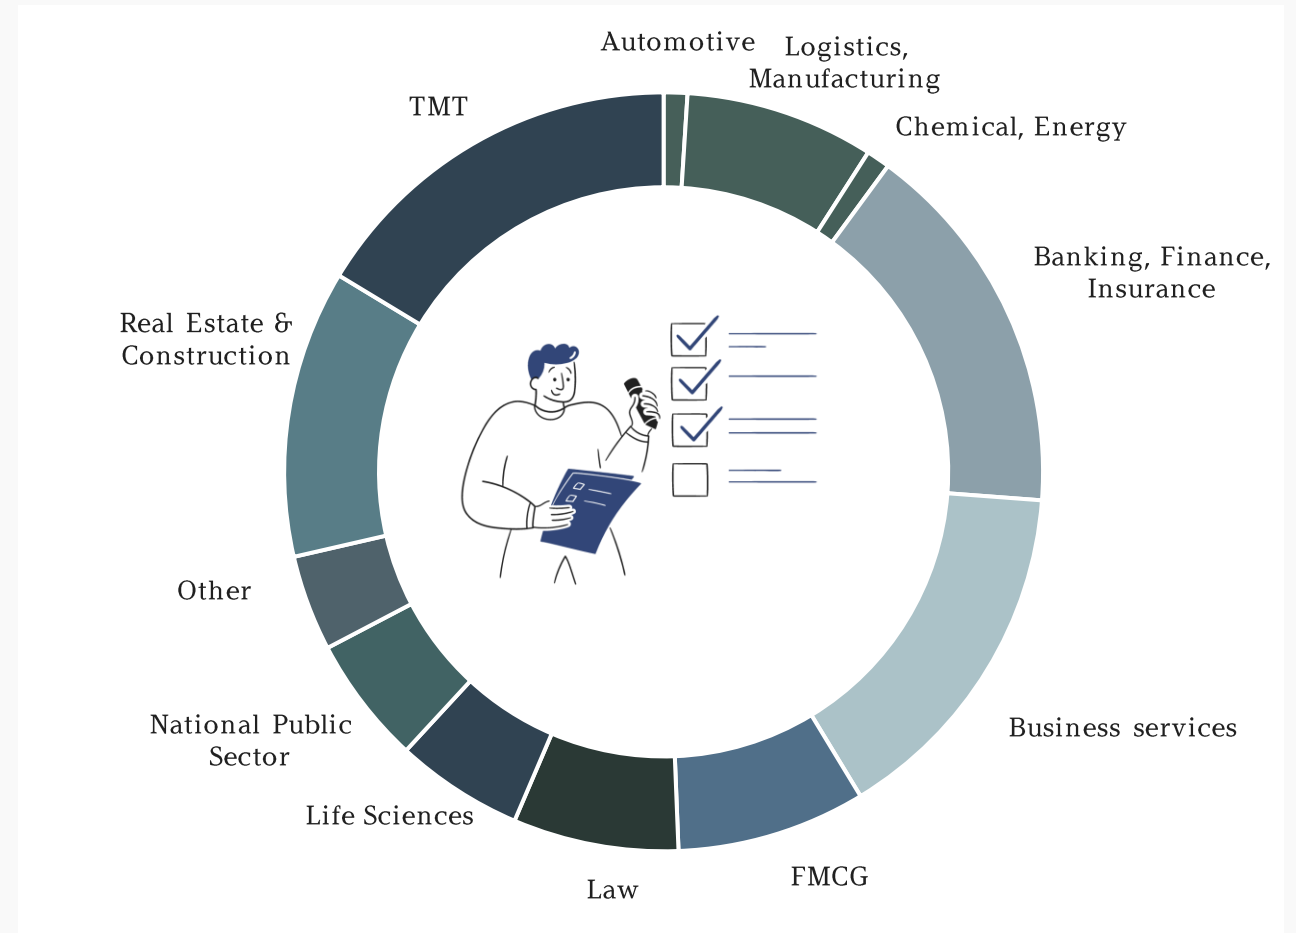 Automotive
Logistics,
Manufacturing
Chemical, Energy
Banking, Finance,
Insurance
Business services
FMCG
Law
Life Sciences
National Public
Sector
Other
Real Estate &
Construction
TMT